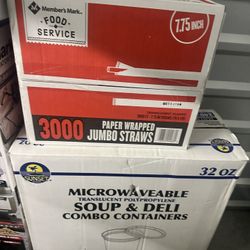 Member's Mark
FOOD
SERVICE
7.75 INCH
3000
PAPER WRAPPED
JUMBO STRAWS
32 OZ
MICROWAVEABLE
TRANSLUCENT POLYPROPYLENE
SOUP & DELI
COMBO CONTAINERS